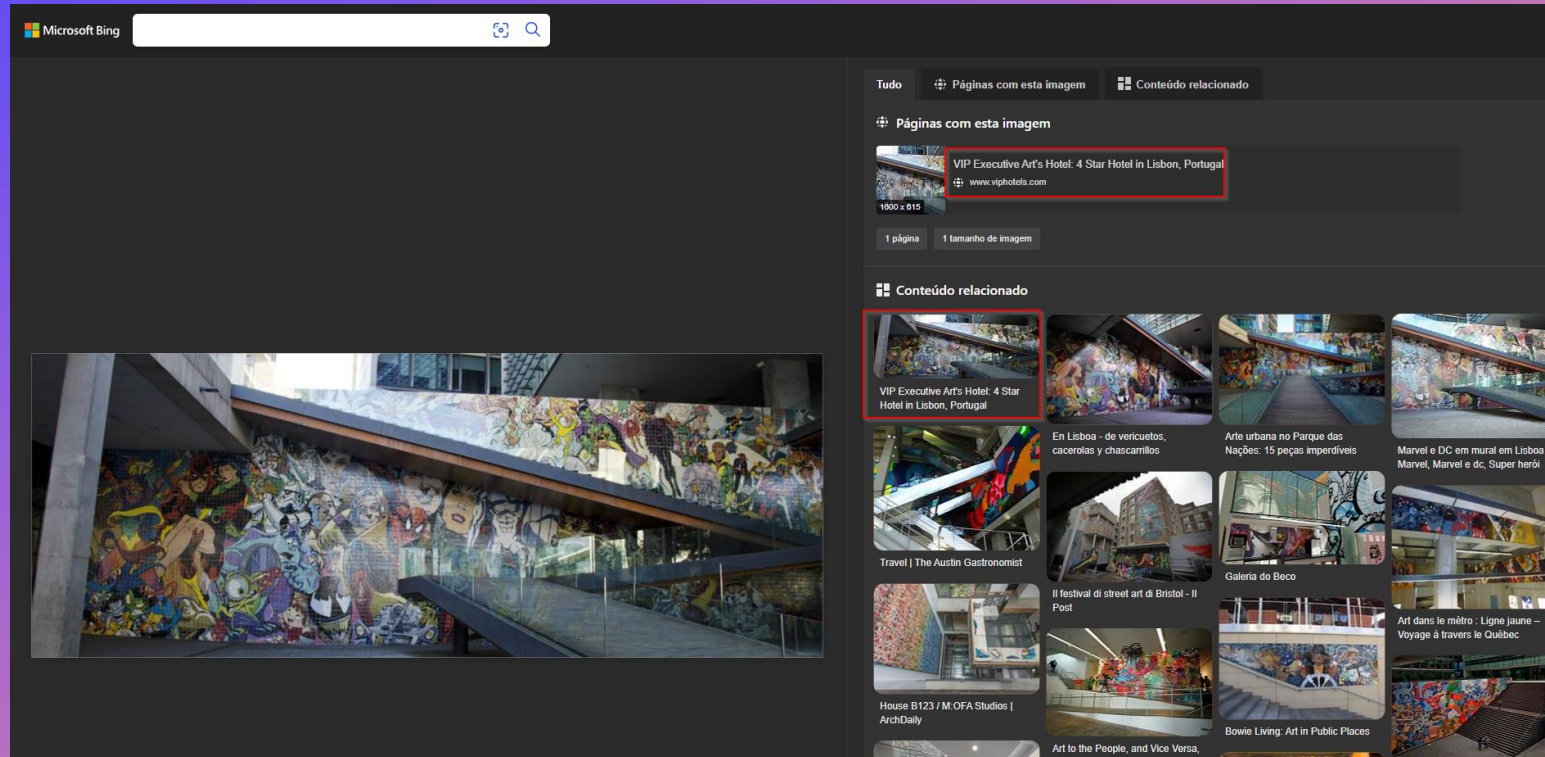 Microsoft Bing
Tudo
Páginas com esta imagem
Conteúdo relacionado
Páginas com esta imagem
VIP Executive Art's Hotel: 4 Star Hotel in Lisbon, Portugal
www.viphotels.com
1600 x 615
1 página
1 tamanho de imagem
Conteúdo relacionado
VIP Executive Art's Hotel: 4 Star
Hotel in Lisbon, Portugal
En Lisboa - de vericuetos,
cacerolas y chascarrillos
Arte urbana no Parque das
Nações: 15 peças imperdíveis
Marvel e DC em mural em Lisboa
Marvel, Marvel e dc, Super herói
Travel | The Austin Gastronomist
Il festival di street art di Bristol - Il
Post
Galeria do Beco
Art dans le métro : Ligne jaune –
Voyage à travers le Québec
House B123 / M:OFA Studios |
ArchDaily
Art to the People, and Vice Versa,
Bowie Living: Art in Public Places